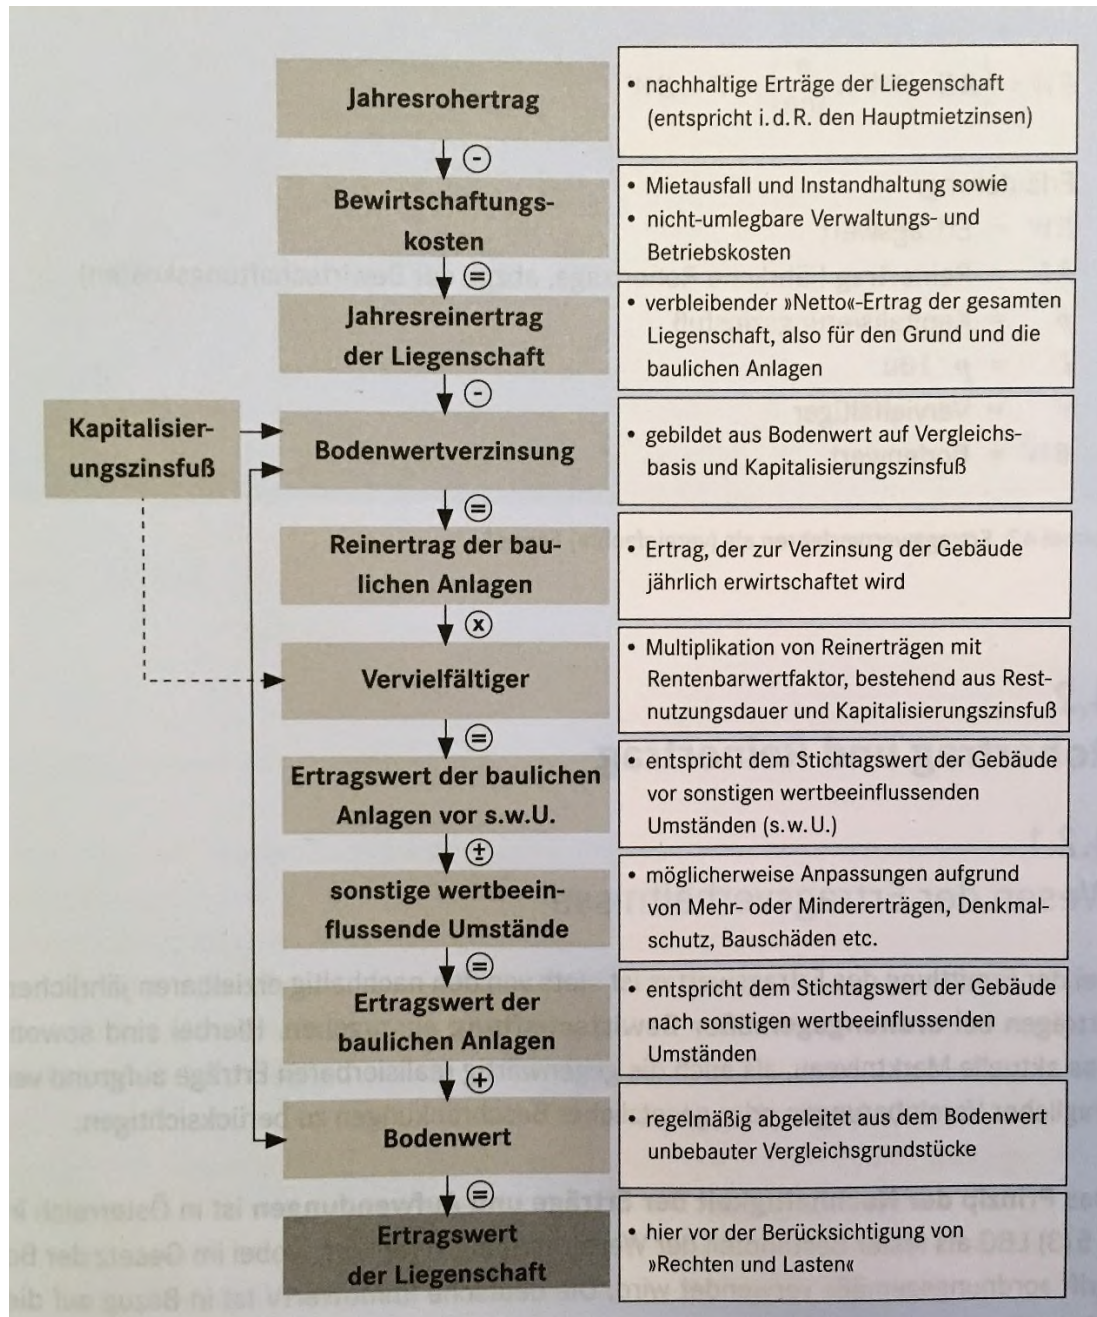 Jahresrohertrag
• nachhaltige Erträge der Liegenschaft
(entspricht i.d.R. den Hauptmietzinsen)
-
Bewirtschaftungs-
kosten
• Mietausfall und Instandhaltung sowie
• nicht-umlegbare Verwaltungs- und
Betriebskosten
=
Jahresreinertrag
der Liegenschaft
• verbleibender »Netto«-Ertrag der gesamten
Liegenschaft, also für den Grund und die
baulichen Anlagen
-
Kapitalisier-
ungszinsfuß
Bodenwertverzinsung
• gebildet aus Bodenwert auf Vergleichs-
basis und Kapitalisierungszinsfuß
=
Reinertrag der bau-
lichen Anlagen
• Ertrag, der zur Verzinsung der Gebäude
jährlich erwirtschaftet wird
x
Vervielfältiger
• Multiplikation von Reinerträgen mit
Rentenbarwertfaktor, bestehend aus Rest-
nutzungsdauer und Kapitalisierungszinsfuß
=
Ertragswert der baulichen
Anlagen vor s.w.U.
• entspricht dem Stichtagswert der Gebäude
vor sonstigen wertbeeinflussenden
Umständen (s.w.U.)
±
sonstige wertbeein-
flussende Umstände
• möglicherweise Anpassungen aufgrund
von Mehr- oder Mindererträgen, Denkmal-
schutz, Bauschäden etc.
=
Ertragswert der
baulichen Anlagen
• entspricht dem Stichtagswert der Gebäude
nach sonstigen wertbeeinflussenden
Umständen
+
Bodenwert
• regelmäßig abgeleitet aus dem Bodenwert
unbebauter Vergleichsgrundstücke
=
Ertragswert
der Liegenschaft
• hier vor der Berücksichtigung von
»Rechten und Lasten«